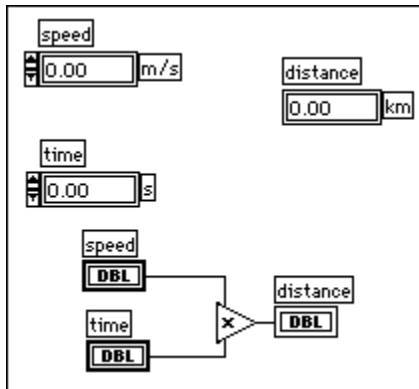 speed
0.00 m/s
distance
0.00 km
time
0.00 s
speed
DBL
distance
x DBL
time
DBL